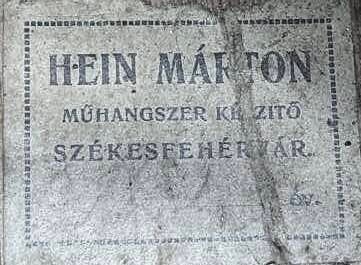 HEIN MÁRTON
MŰHANGSZER KÉSZITŐ
SZÉKESFEHÉRVÁR.
év.